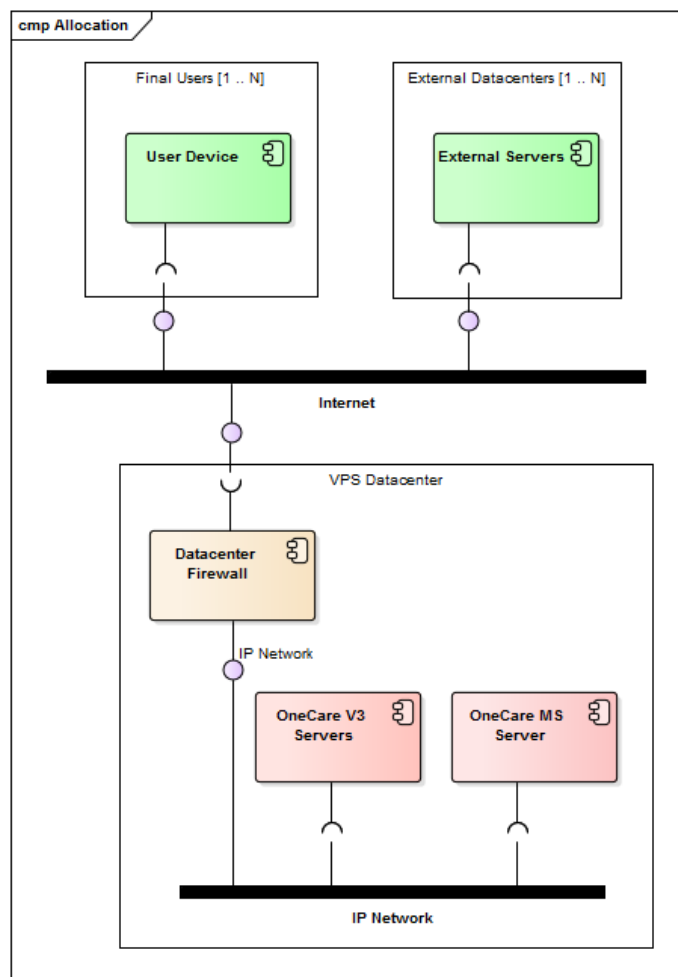 cmp Allocation
Final Users [1 .. N]
External Datacenters [1 .. N]
User Device
External Servers
Internet
VPS Datacenter
Datacenter
Firewall
IP Network
OneCare V3
Servers
OneCare MS
Server
IP Network